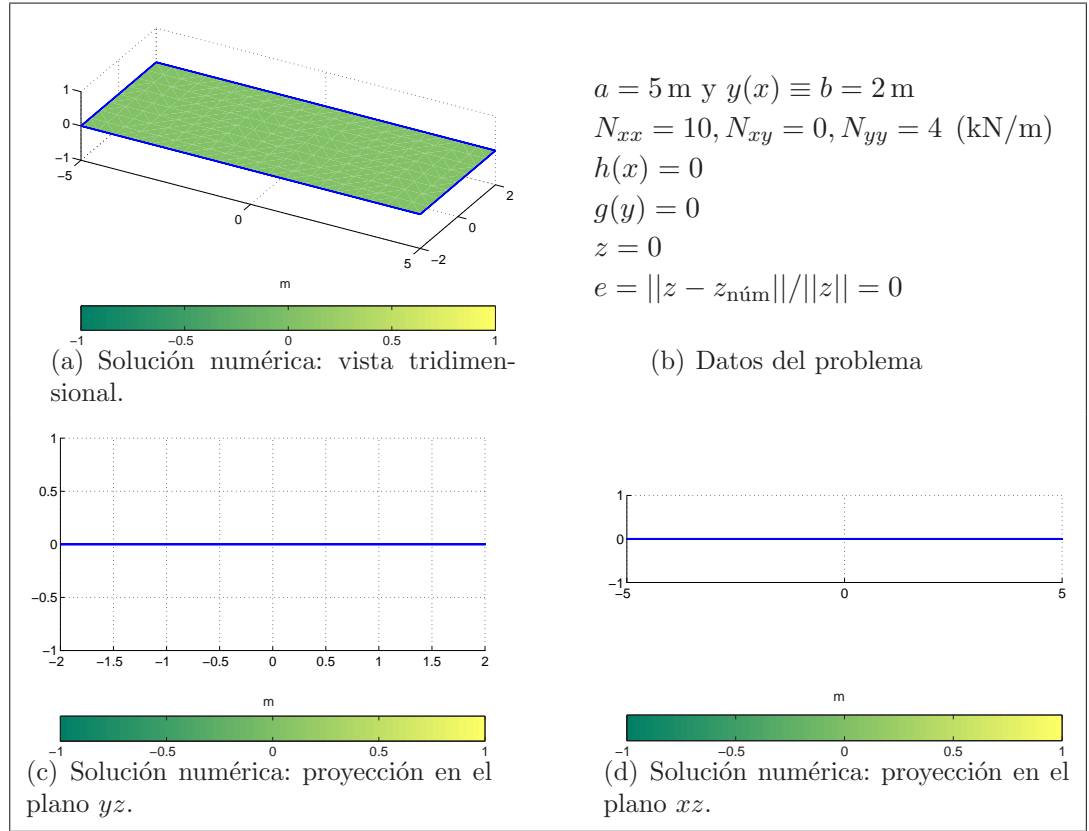 1
0
−1
−5
0
5
−2
0
2
m
−1 −0.5 0 0.5 1
(a) Solución numérica: vista tridimen-
sional.
a = 5 m y y(x) ≡ b = 2 m
N_xx = 10, N_xy = 0, N_yy = 4 (kN/m)
h(x) = 0
g(y) = 0
z = 0
e = ||z − z_núm||/||z|| = 0
(b) Datos del problema
1
0.5
0
−0.5
−1
−2 −1.5 −1 −0.5 0 0.5 1 1.5 2
m
−1 −0.5 0 0.5 1
(c) Solución numérica: proyección en el
plano yz.
1
0
−1
−5 0 5
m
−1 −0.5 0 0.5 1
(d) Solución numérica: proyección en el
plano xz.